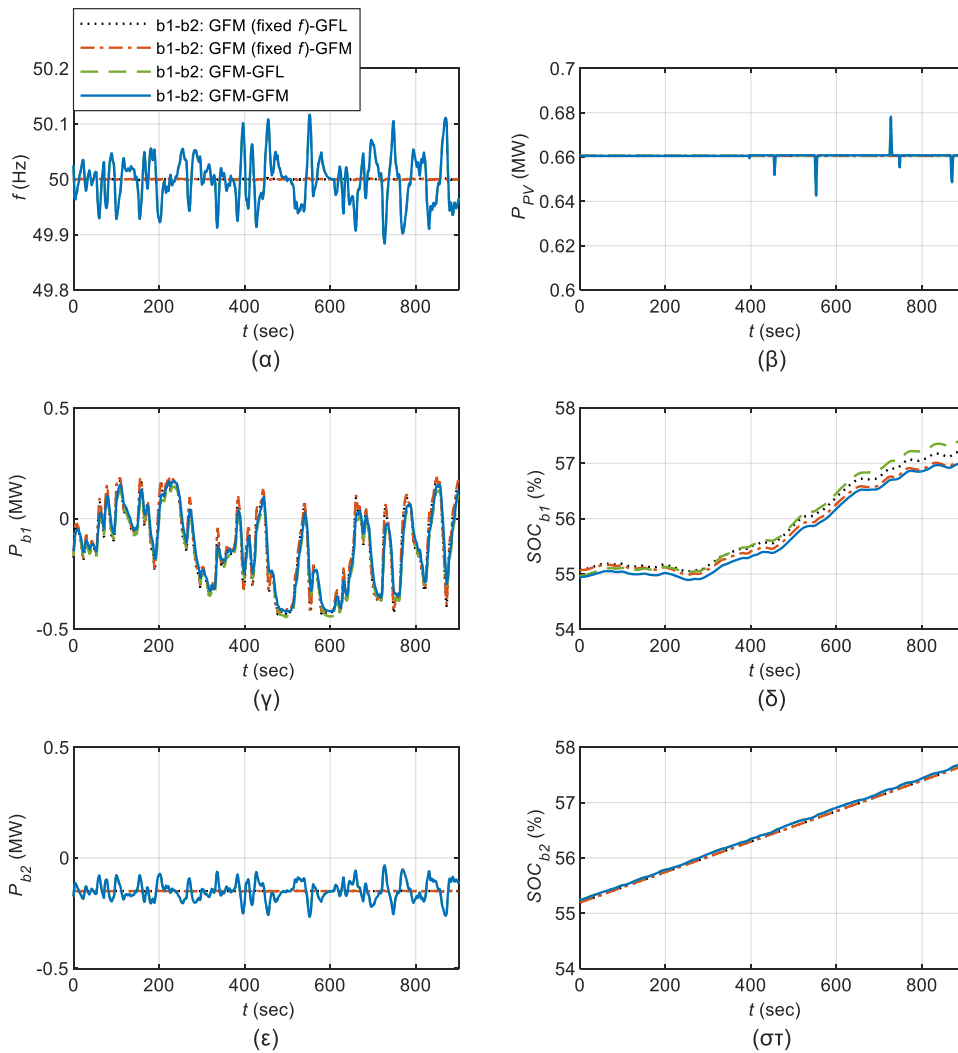 b1-b2: GFM (fixed f)-GFL
b1-b2: GFM (fixed f)-GFM
b1-b2: GFM-GFL
b1-b2: GFM-GFM
50.2
50.1
50
49.9
49.8
f (Hz)
0 200 400 600 800
t (sec)
(α)
0.7
0.68
0.66
0.64
0.62
0.6
P_PV (MW)
0 200 400 600 800
t (sec)
(β)
0.5
0
-0.5
P_b1 (MW)
0 200 400 600 800
t (sec)
(γ)
58
57
56
55
54
SOC_b1 (%)
0 200 400 600 800
t (sec)
(δ)
0.5
0
-0.5
P_b2 (MW)
0 200 400 600 800
t (sec)
(ε)
58
57
56
55
54
SOC_b2 (%)
0 200 400 600 800
t (sec)
(στ)